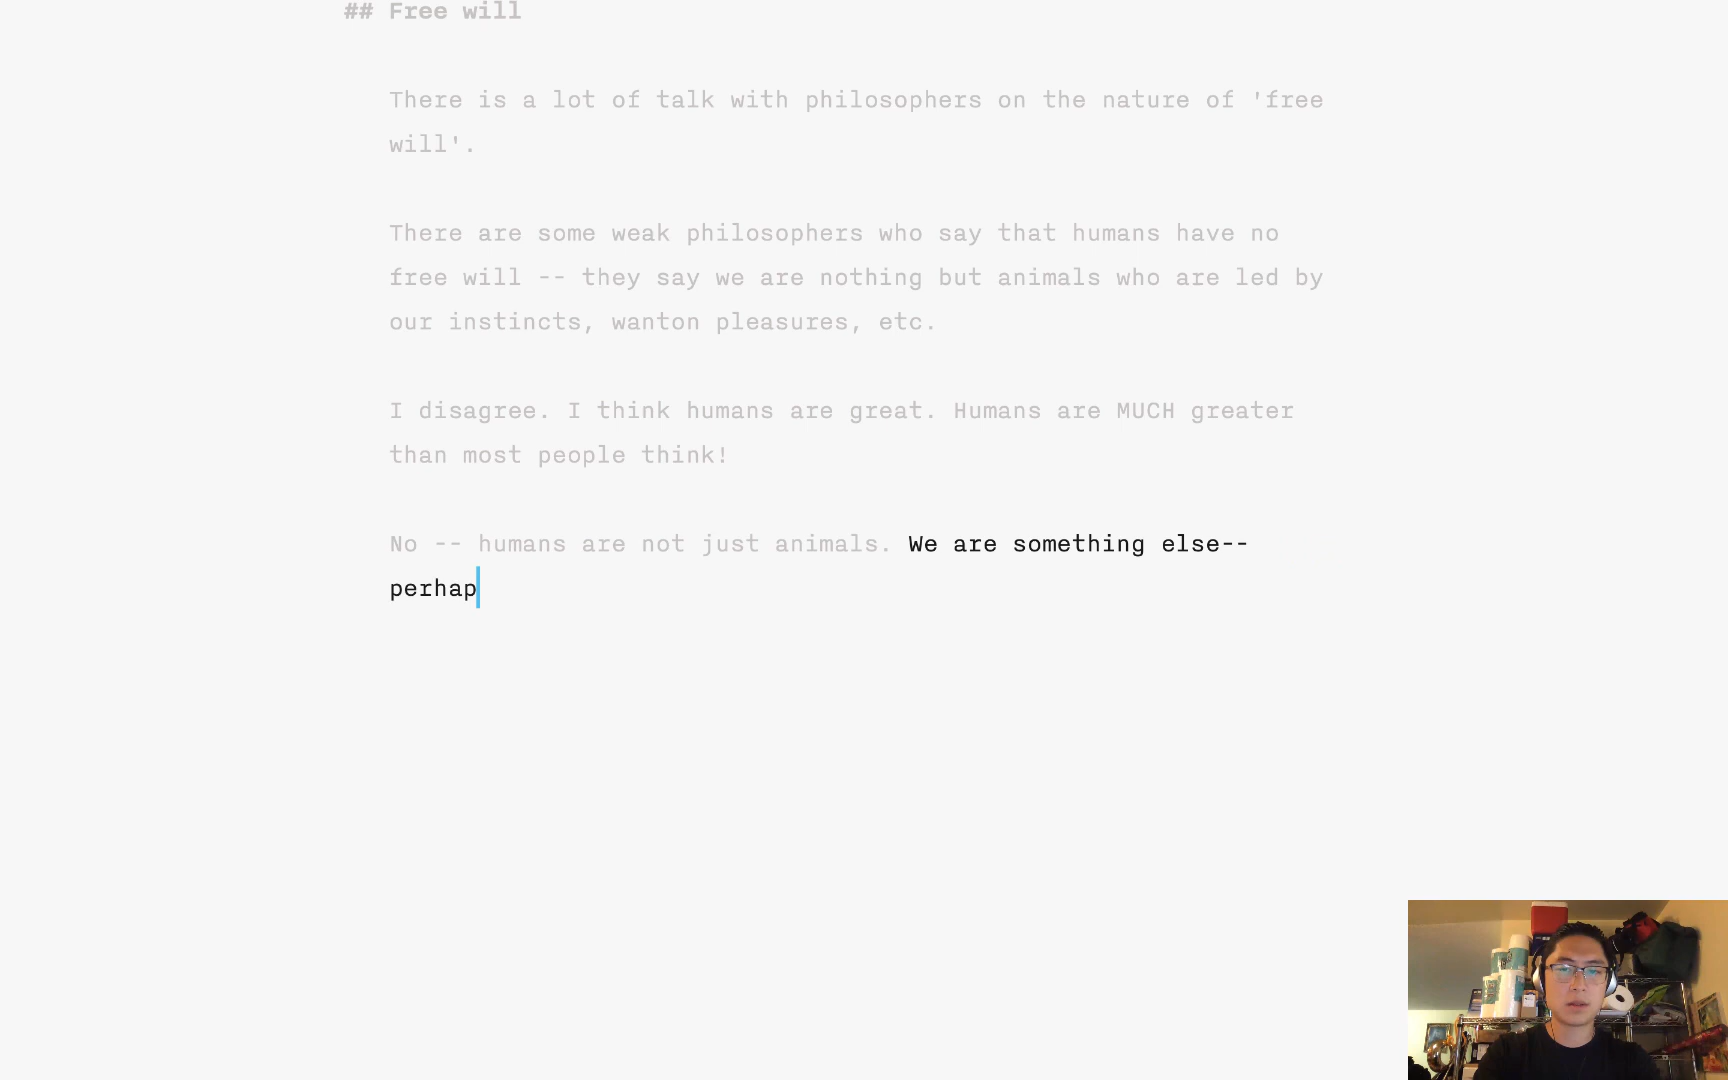 ## Free will
There is a lot of talk with philosophers on the nature of 'free
will'.
There are some weak philosophers who say that humans have no
free will -- they say we are nothing but animals who are led by
our instincts, wanton pleasures, etc.
I disagree. I think humans are great. Humans are MUCH greater
than most people think!
No -- humans are not just animals. We are something else--
perhap